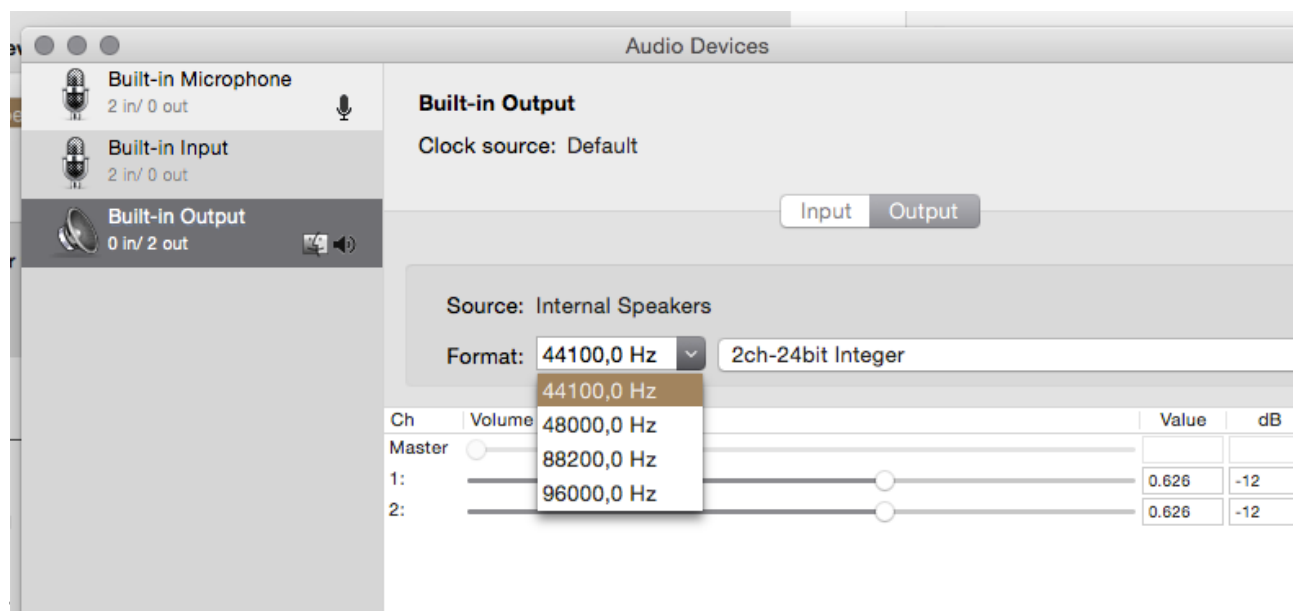 Audio Devices
Built-in Microphone
2 in/ 0 out
Built-in Input
2 in/ 0 out
Built-in Output
0 in/ 2 out
Built-in Output
Clock source: Default
Input Output
Source: Internal Speakers
Format: 44100,0 Hz 2ch-24bit Integer
44100,0 Hz
48000,0 Hz
88200,0 Hz
96000,0 Hz
Ch Volume Value dB
Master
1: 0.626 -12
2: 0.626 -12